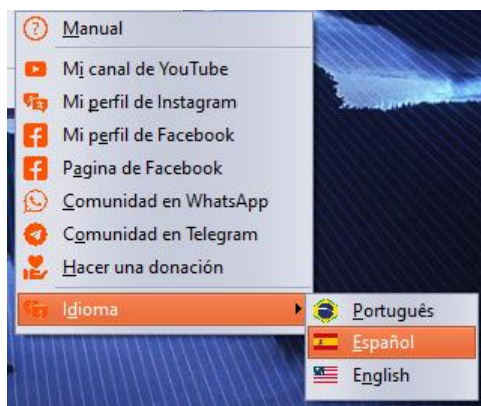 Manual
Mi canal de YouTube
Mi perfil de Instagram
Mi perfil de Facebook
Pagina de Facebook
Comunidad en WhatsApp
Comunidad en Telegram
Hacer una donación
Idioma
Português
Español
English